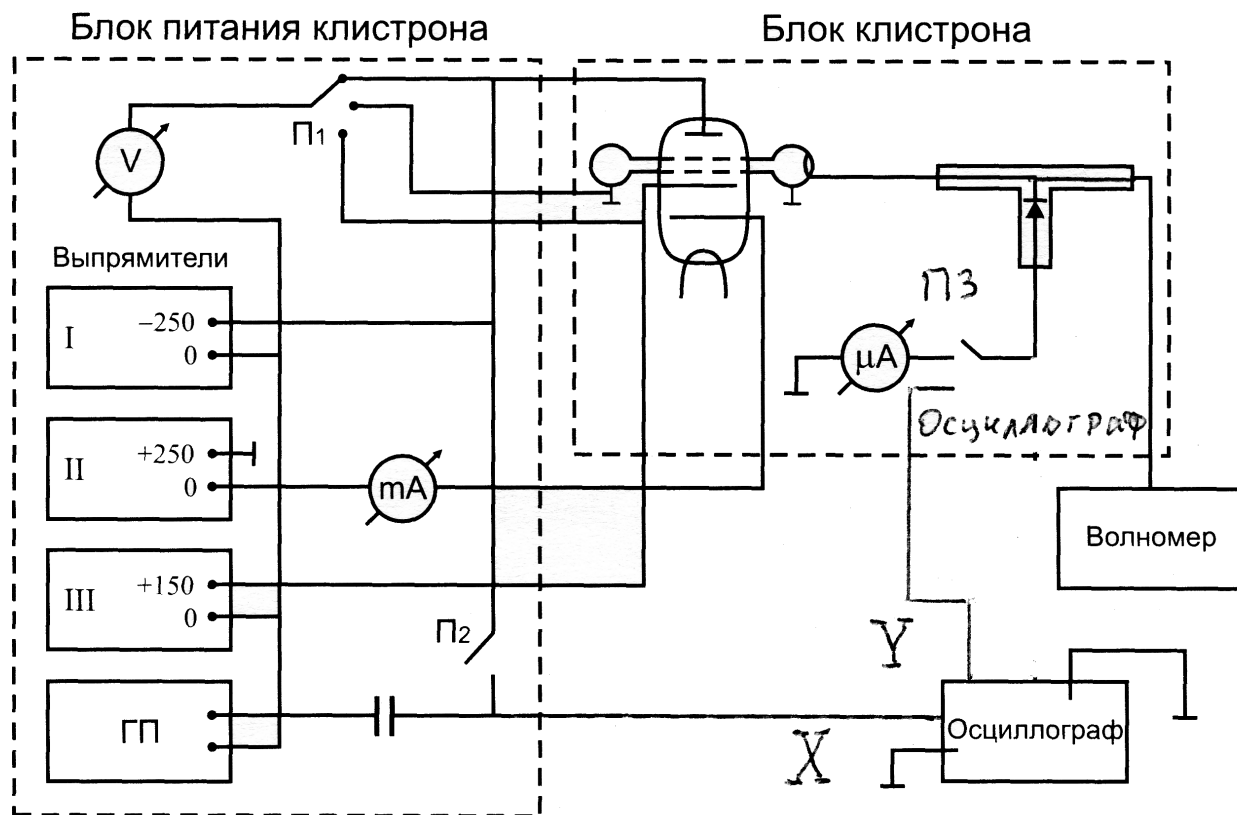 Блок питания клистрона
Блок клистрона
П1
V
Выпрямители
I
–250
0
II
+250
0
mA
III
+150
0
П2
ГП
П3
μA
Осциллограф
Волномер
Y
X
Осциллограф